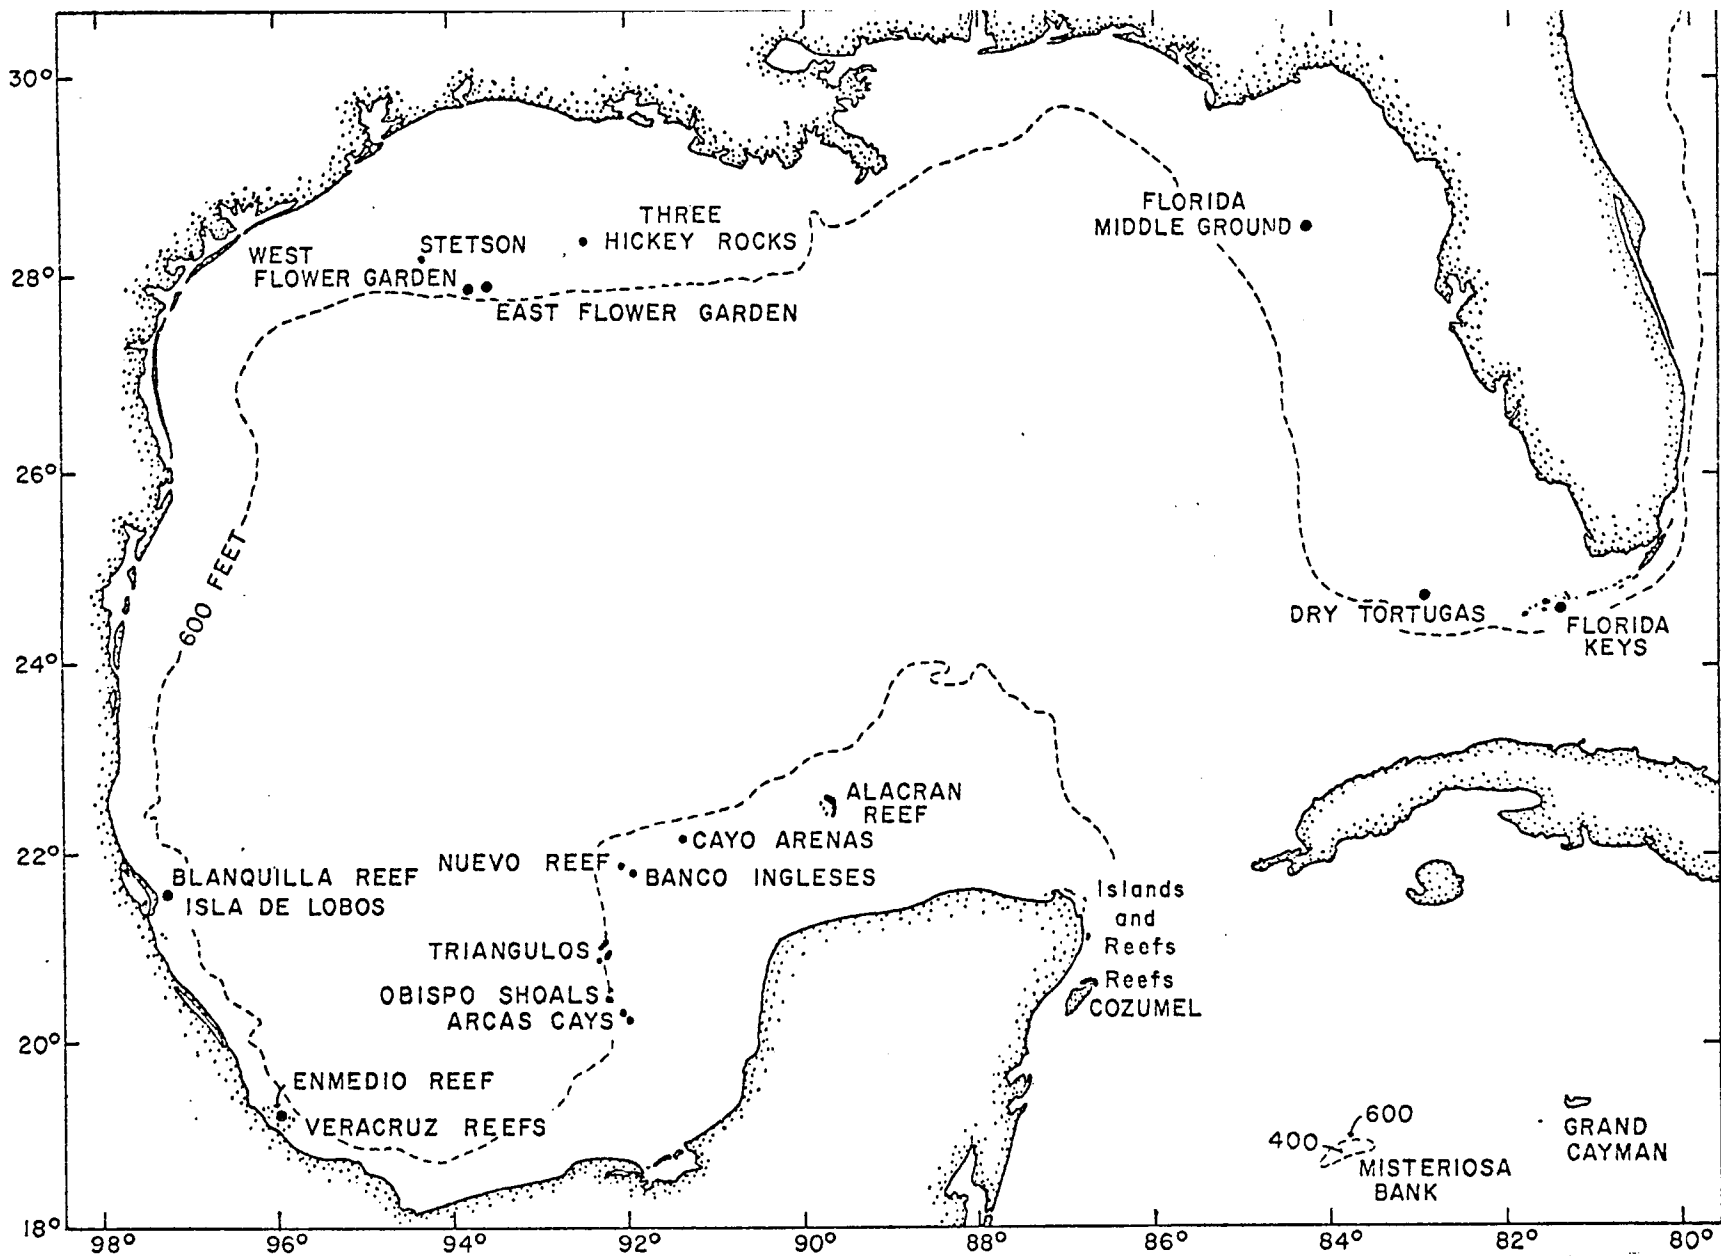 30°
28°
26°
24°
22°
20°
18°
98°
96°
94°
92°
90°
88°
86°
84°
82°
80°
THREE
HICKEY ROCKS
STETSON
WEST
FLOWER GARDEN
EAST FLOWER GARDEN
FLORIDA
MIDDLE GROUND
600 FEET
DRY TORTUGAS
FLORIDA
KEYS
ALACRAN
REEF
CAYO ARENAS
NUEVO REEF
BANCO INGLESES
BLANQUILLA REEF
ISLA DE LOBOS
TRIANGULOS
OBISPO SHOALS
ARCAS CAYS
Islands
and
Reefs
Reefs
COZUMEL
ENMEDIO REEF
VERACRUZ REEFS
600
400
MISTERIOSA
BANK
GRAND
CAYMAN